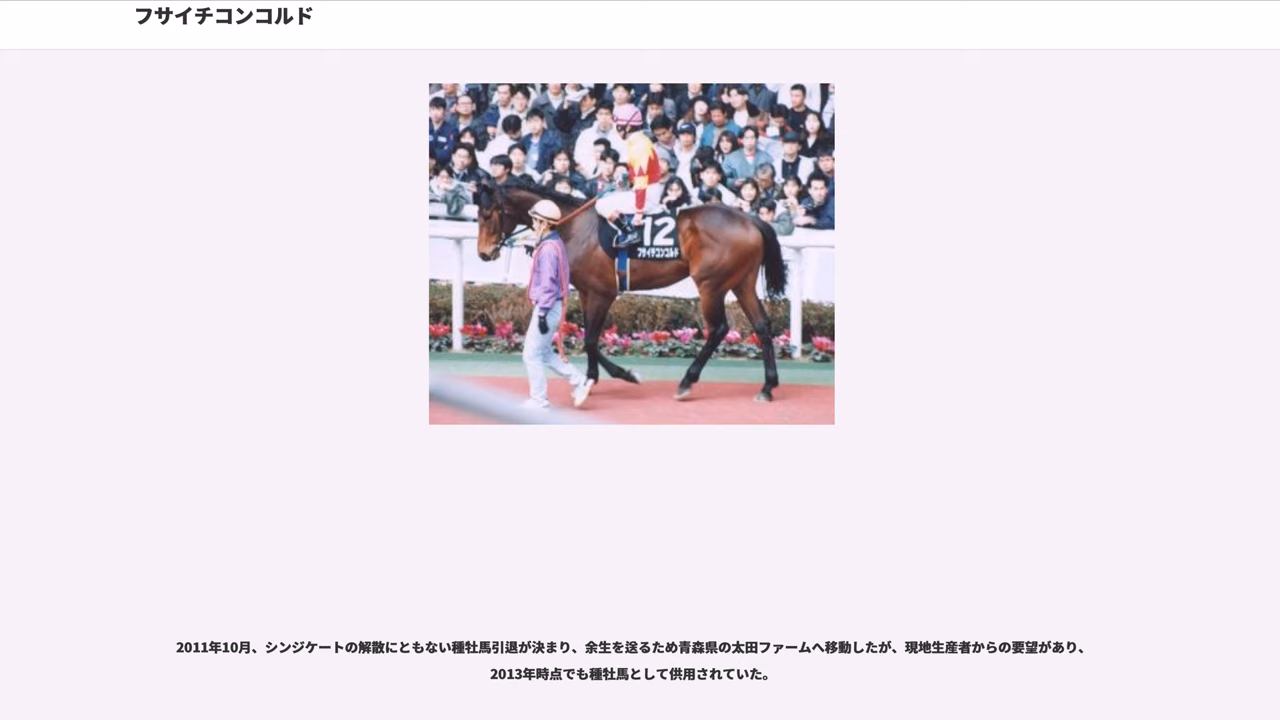 フサイチコンコルド
12
フサイチコンコルド
2011年10月、シンジケートの解散にともない種牡馬引退が決まり、余生を送るため青森県の太田ファームへ移動したが、現地生産者からの要望があり、
2013年時点でも種牡馬として供用されていた。